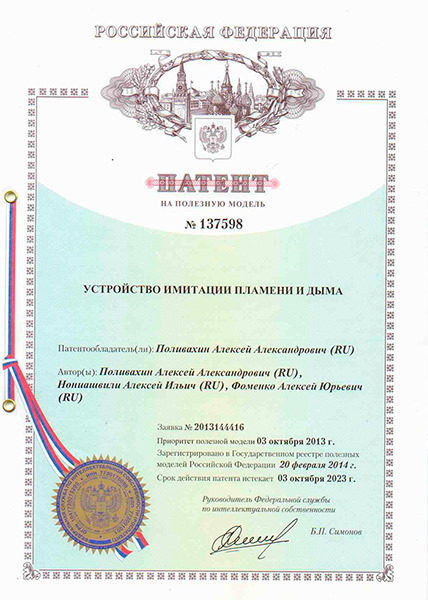 РОССИЙСКАЯ ФЕДЕРАЦИЯ
ПАТЕНТ
НА ПОЛЕЗНУЮ МОДЕЛЬ
№ 137598
УСТРОЙСТВО ИМИТАЦИИ ПЛАМЕНИ И ДЫМА
Патентообладатель(ли): Поливахин Алексей Александрович (RU)
Автор(ы): Поливахин Алексей Александрович (RU),
Нониашвили Алексей Ильич (RU), Фоменко Алексей Юрьевич
(RU)
Заявка № 2013144416
Приоритет полезной модели 03 октября 2013 г.
Зарегистрировано в Государственном реестре полезных
моделей Российской Федерации 20 февраля 2014 г.
Срок действия патента истекает 03 октября 2023 г.
Руководитель Федеральной службы
по интеллектуальной собственности
Б.П. Симонов